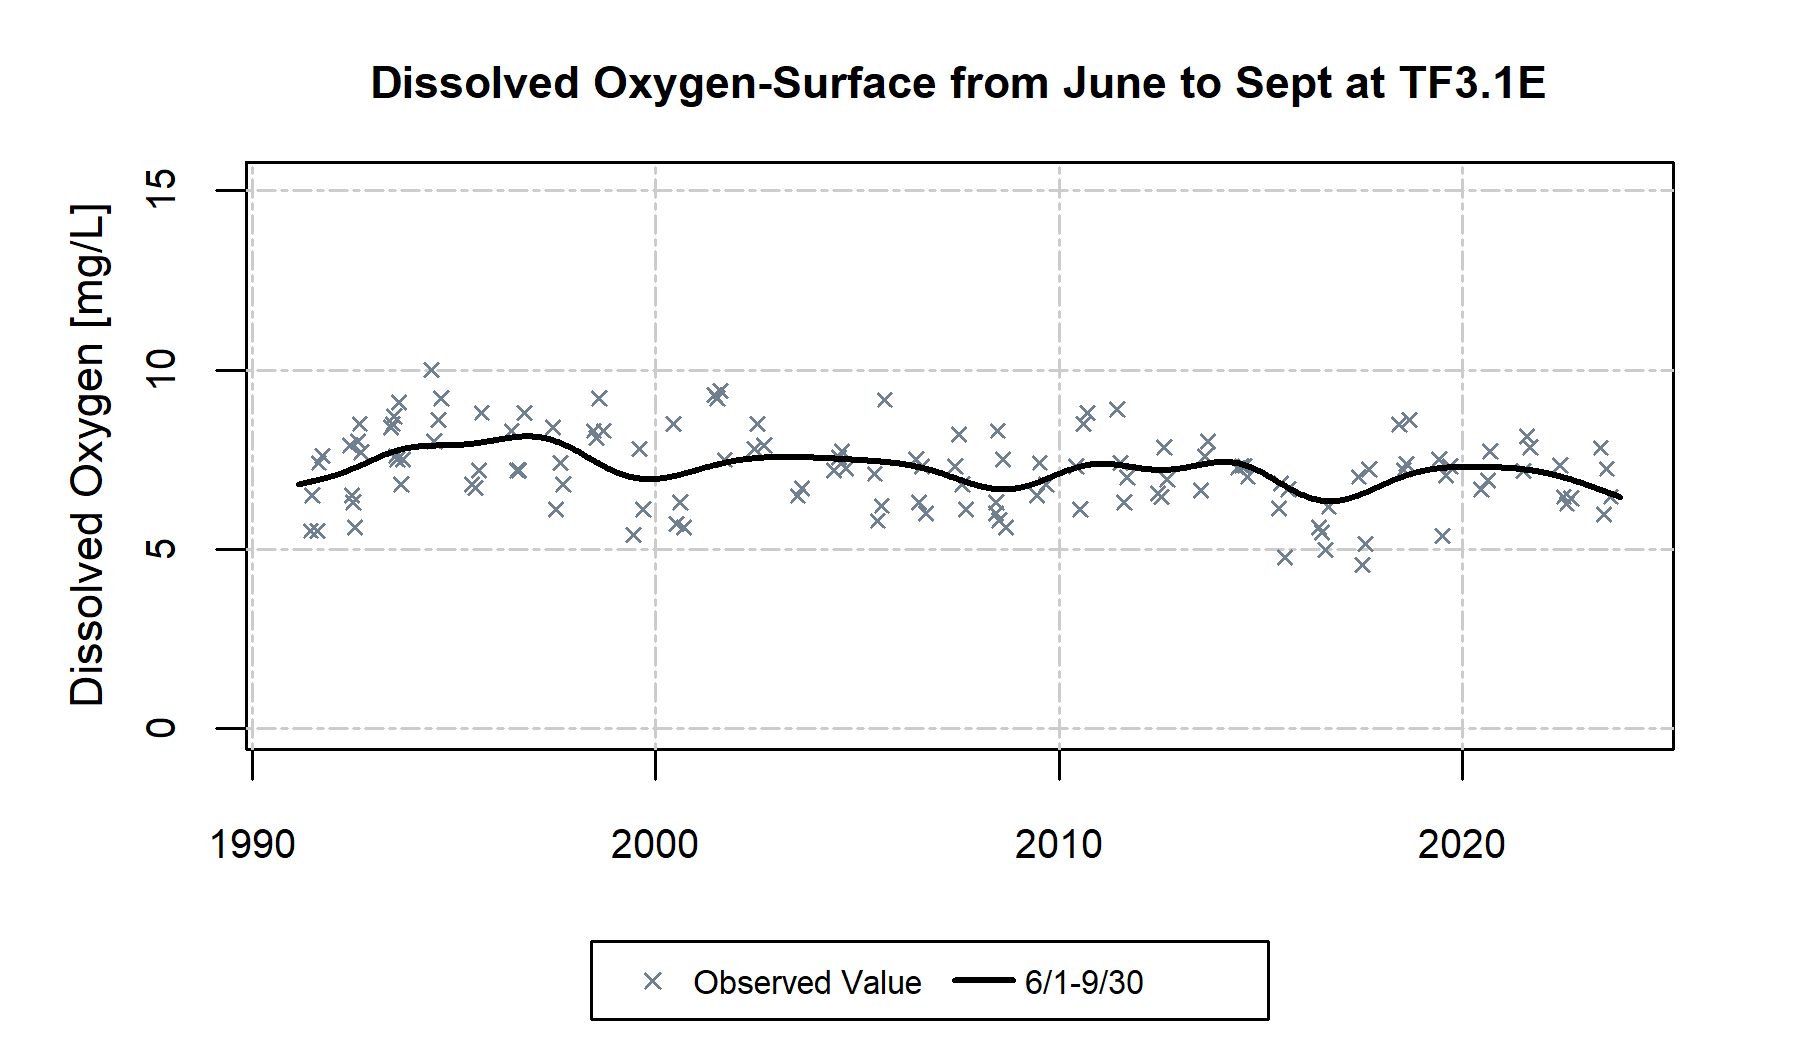 Dissolved Oxygen-Surface from June to Sept at TF3.1E
Dissolved Oxygen [mg/L]
15
10
5
0
1990 2000 2010 2020
Observed Value 6/1-9/30